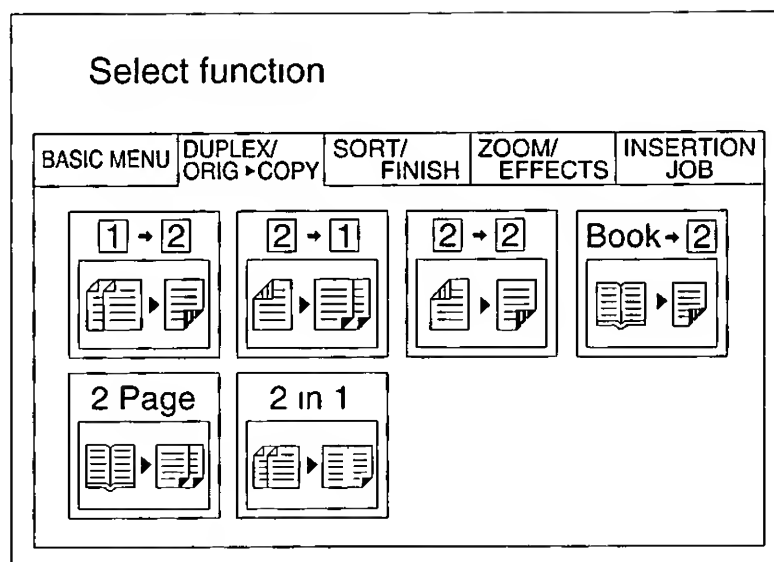 Select function
BASIC MENU DUPLEX/ ORIG ▸COPY SORT/ FINISH ZOOM/ EFFECTS INSERTION JOB
1 → 2 2 → 1 2 → 2 Book → 2
2 Page 2 in 1